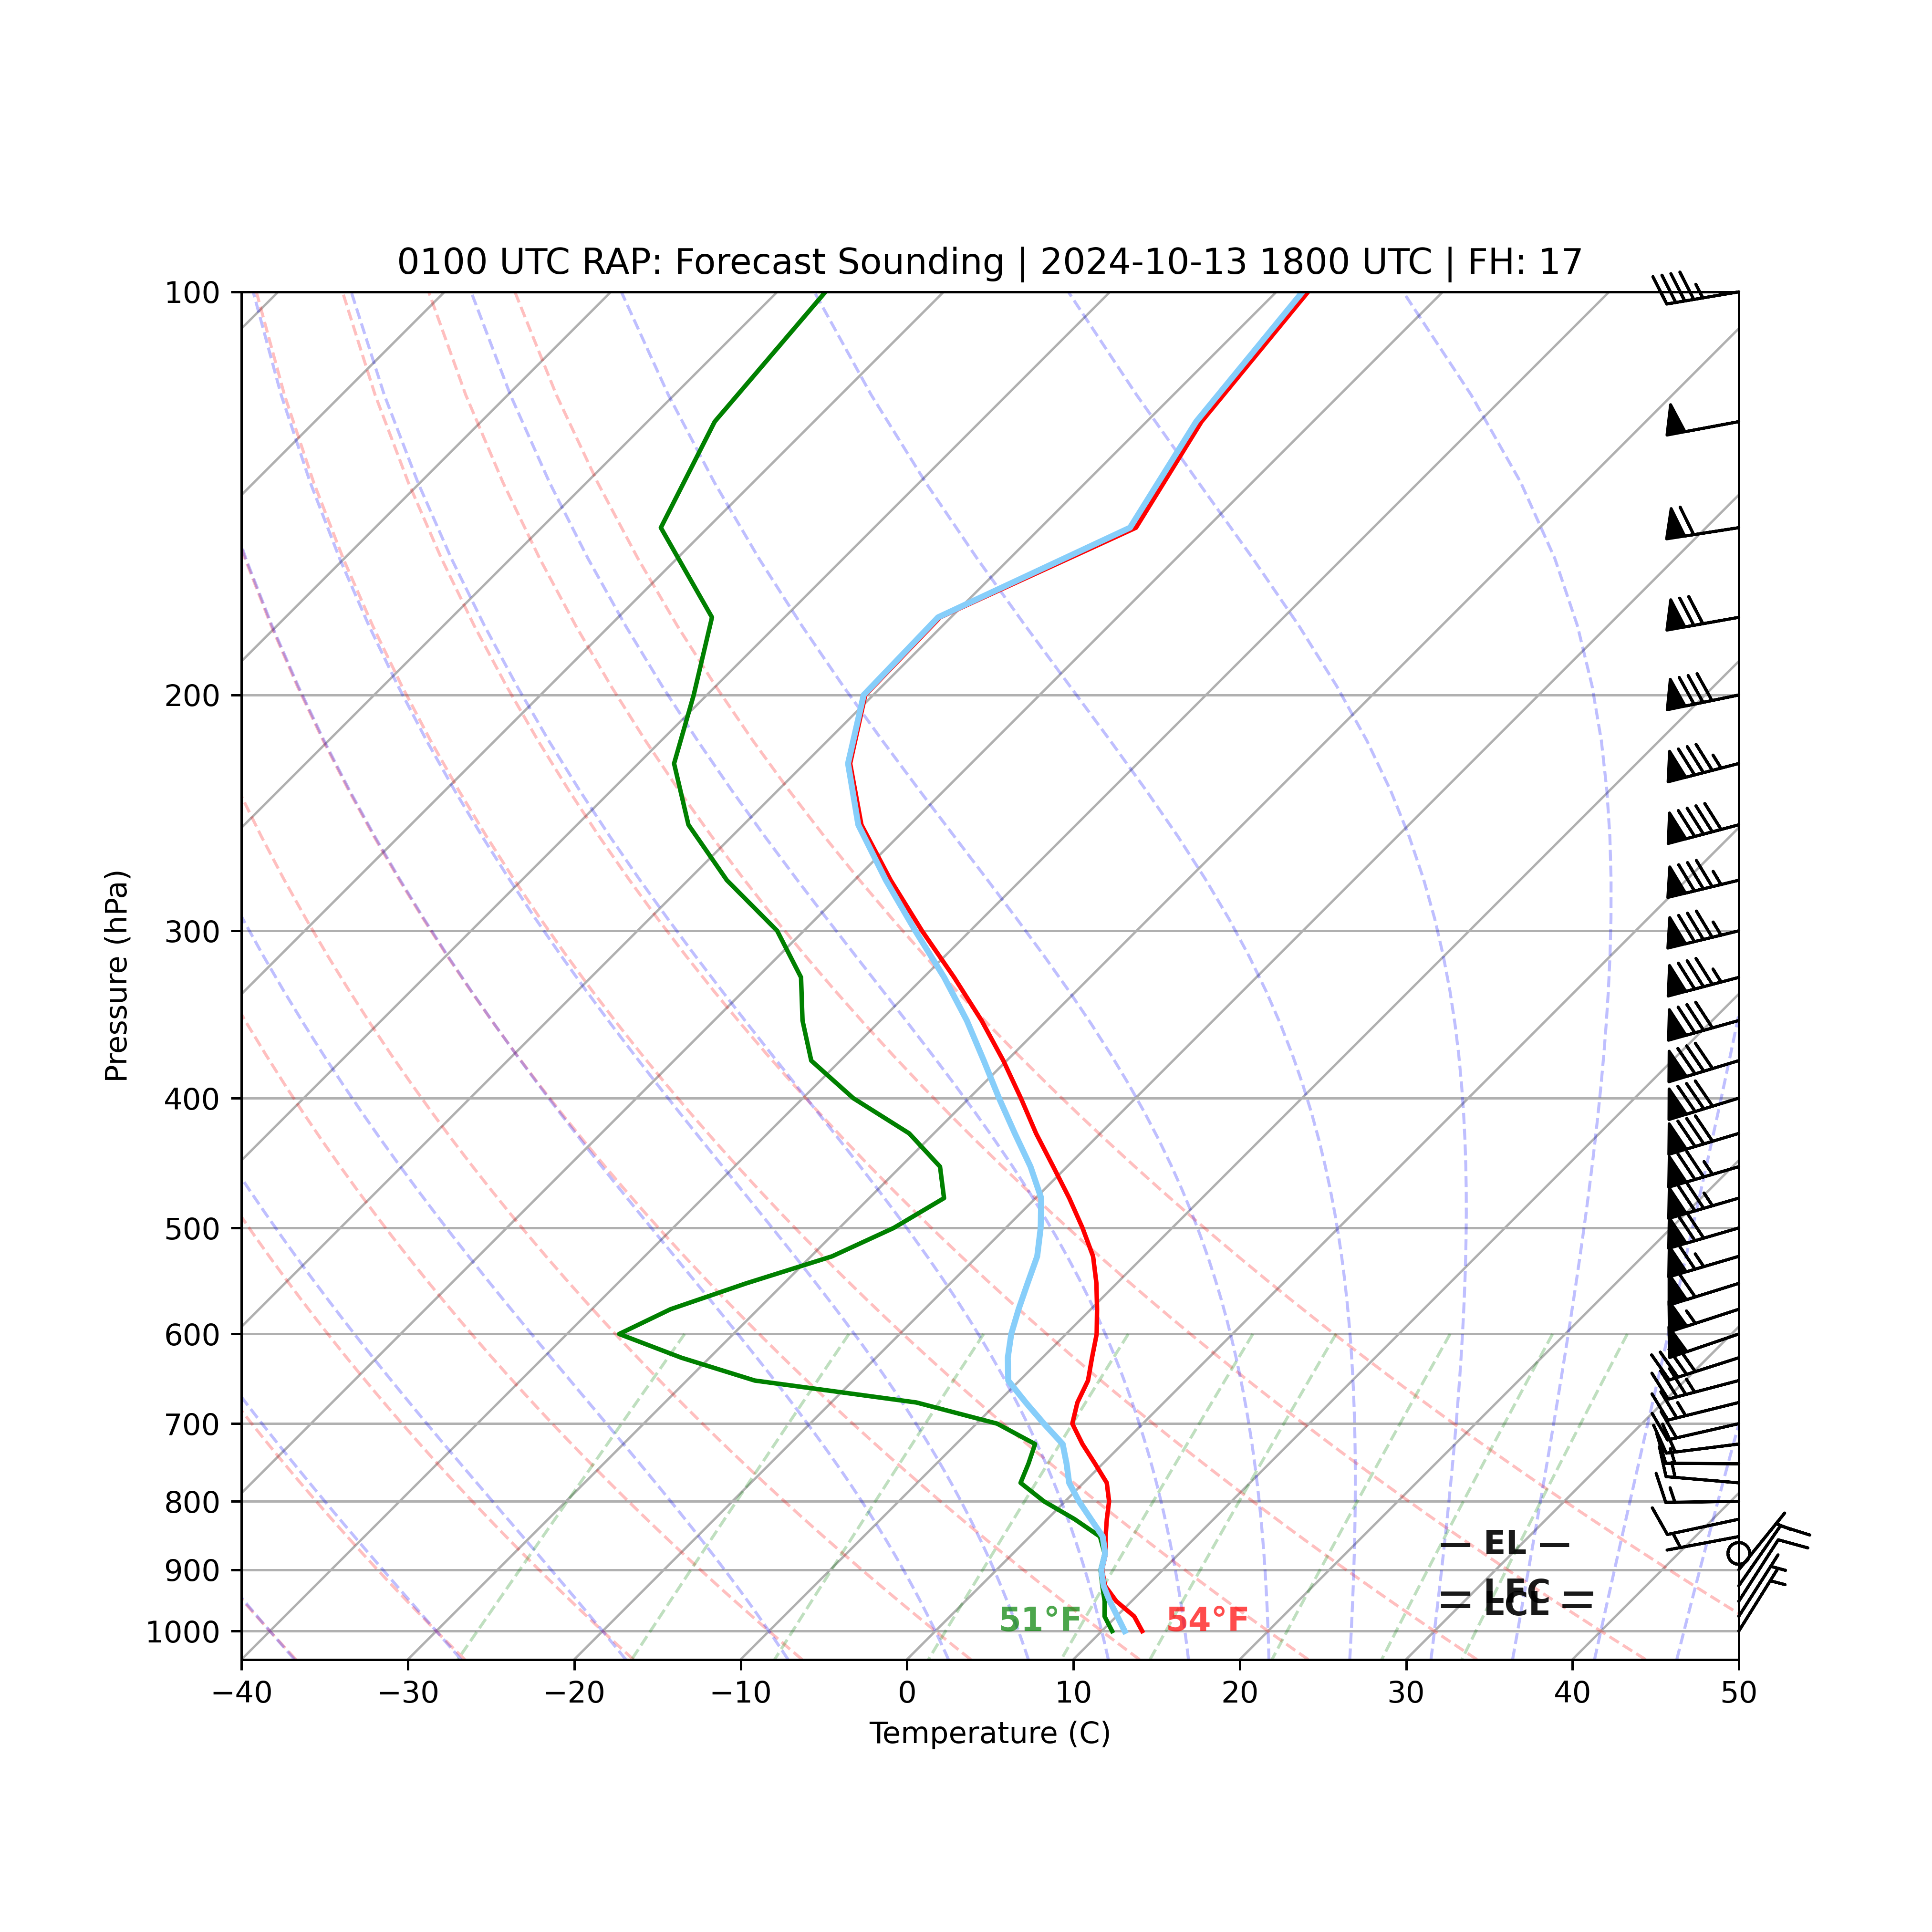 0100 UTC RAP: Forecast Sounding | 2024-10-13 1800 UTC | FH: 17
100
200
300
400
500
600
700
800
900
1000
Pressure (hPa)
— EL —
— LFC —
— LCL —
51°F
54°F
−40 −30 −20 −10 0 10 20 30 40 50
Temperature (C)